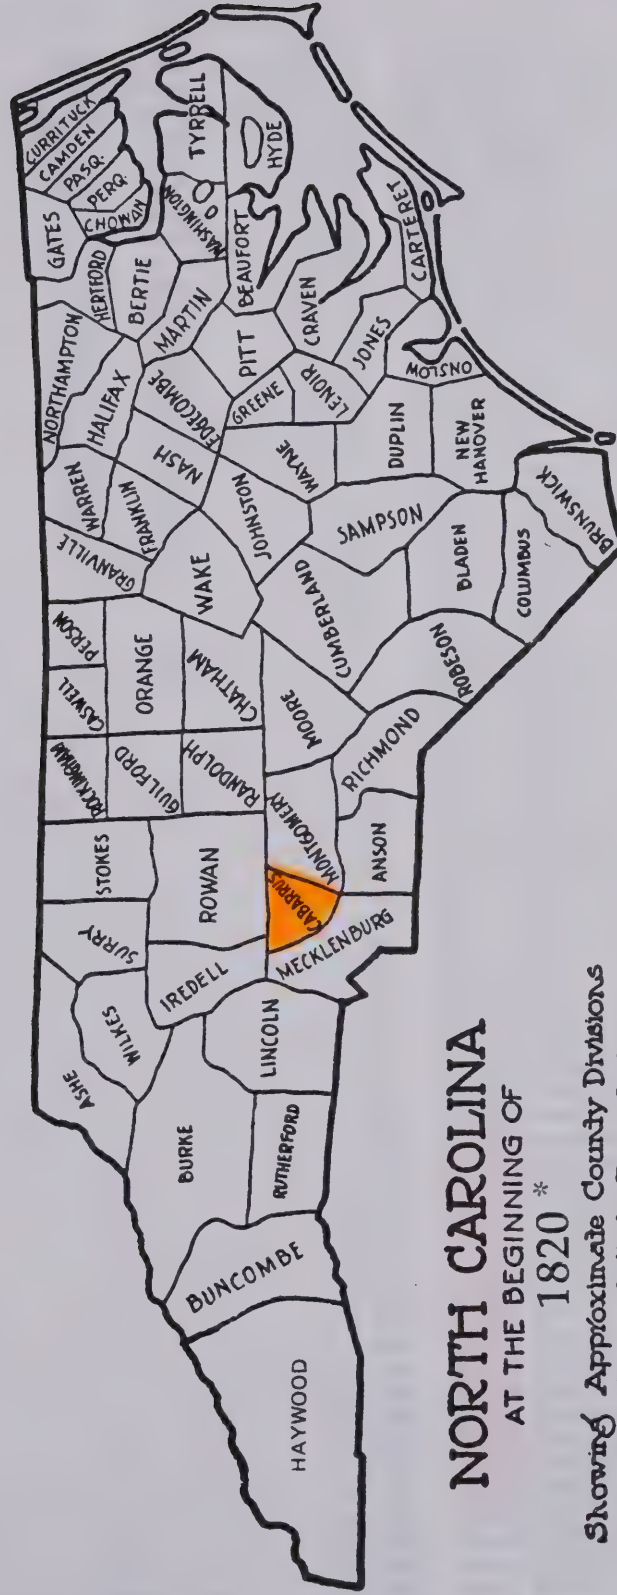 CURRITUCK
CAMDEN
PASQ.
PERQ.
CHOWAN
GATES
HERTFORD
BERTIE
WASHINGTON
TYRRELL
HYDE
NORTHAMPTON
HALIFAX
MARTIN
BEAUFORT
WARREN
FRANKLIN
NASH
EDGECOMBE
PITT
GREENE
CRAVEN
LENOIR
JONES
CARTERET
ONSLOW
GRANVILLE
WAKE
JOHNSTON
WAYNE
DUPLIN
NEW
HANOVER
SAMPSON
PERSON
CASWELL
ORANGE
CHATHAM
CUMBERLAND
BLADEN
COLUMBUS
BRUNSWICK
ROCKINGHAM
GUILFORD
RANDOLPH
MOORE
ROBESON
RICHMOND
STOKES
ROWAN
MONTGOMERY
ANSON
CABARRUS
MECKLENBURG
SURRY
IREDELL
WILKES
ASHE
LINCOLN
BURKE
RUTHERFORD
BUNCOMBE
HAYWOOD
NORTH CAROLINA
AT THE BEGINNING OF
1820 *
Showing Approximate County Divisions